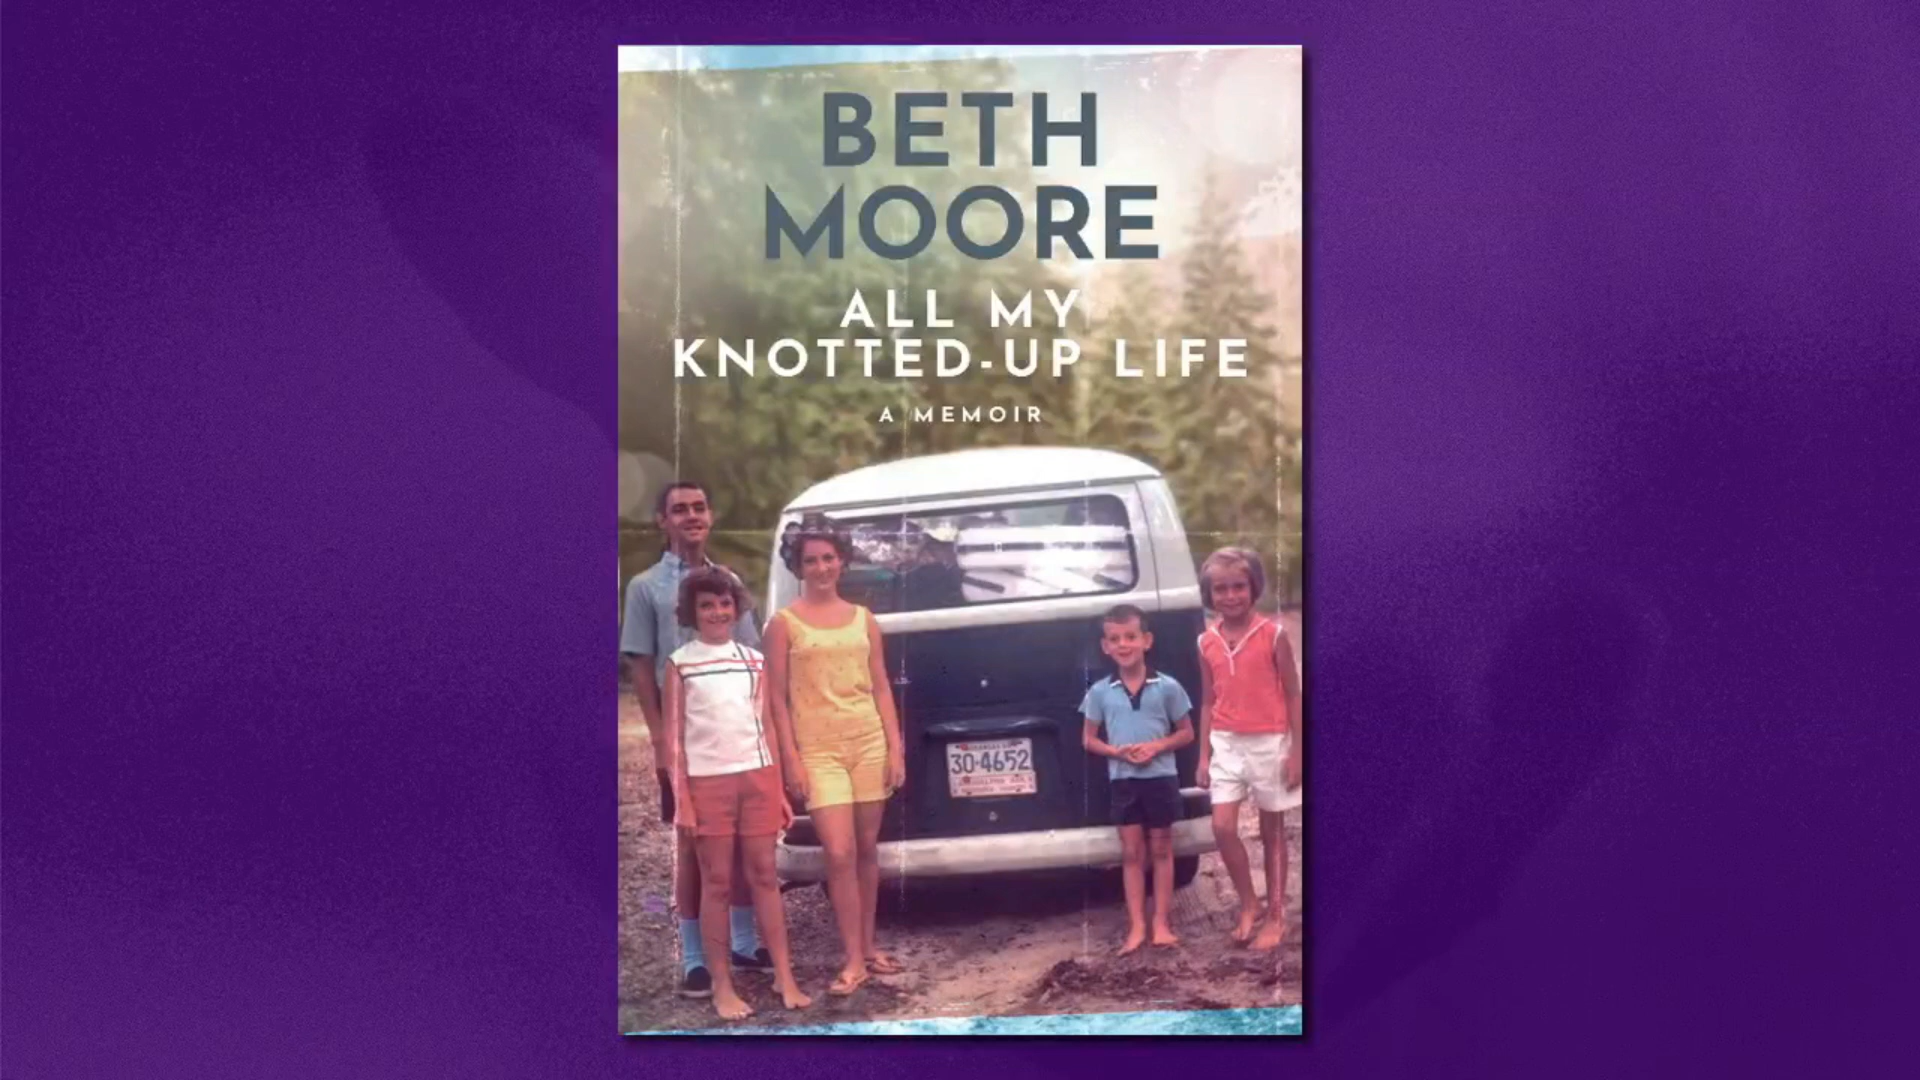 BETH
MOORE
ALL MY
KNOTTED-UP LIFE
A MEMOIR
30-4652